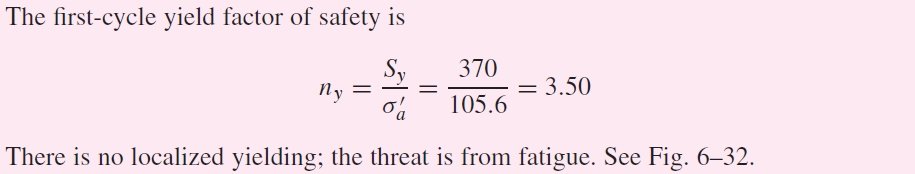 The first-cycle yield factor of safety is
n_y = S_y / σ′_a = 370 / 105.6 = 3.50
There is no localized yielding; the threat is from fatigue. See Fig. 6–32.